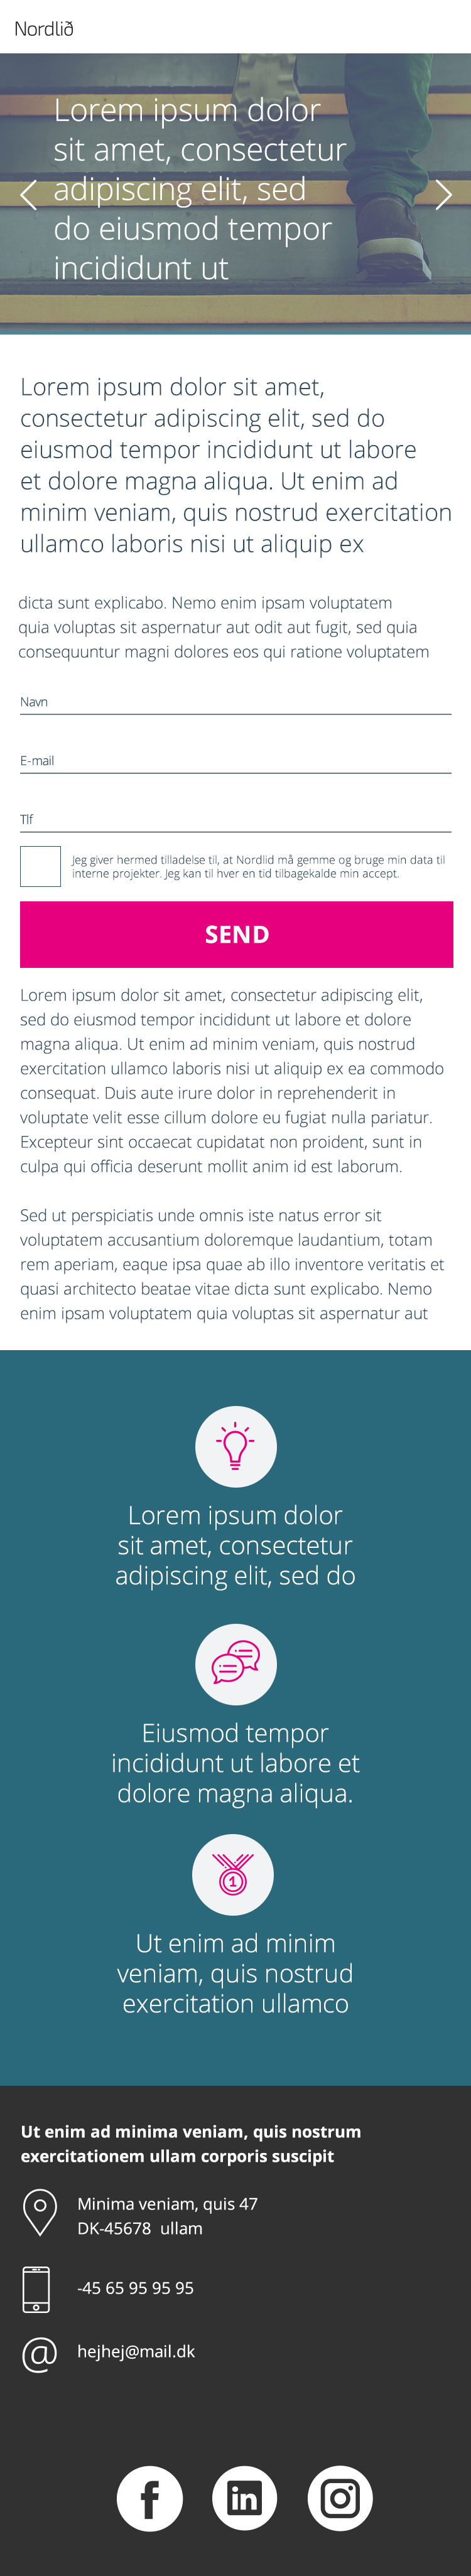 Nordlið
Lorem ipsum dolor
sit amet, consectetur
adipiscing elit, sed
do eiusmod tempor
incididunt ut
Lorem ipsum dolor sit amet,
consectetur adipiscing elit, sed do
eiusmod tempor incididunt ut labore
et dolore magna aliqua. Ut enim ad
minim veniam, quis nostrud exercitation
ullamco laboris nisi ut aliquip ex
dicta sunt explicabo. Nemo enim ipsam voluptatem
quia voluptas sit aspernatur aut odit aut fugit, sed quia
consequuntur magni dolores eos qui ratione voluptatem
Navn
E-mail
Tlf
Jeg giver hermed tilladelse til, at Nordlid må gemme og bruge min data til
interne projekter. Jeg kan til hver en tid tilbagekalde min accept.
SEND
Lorem ipsum dolor sit amet, consectetur adipiscing elit,
sed do eiusmod tempor incididunt ut labore et dolore
magna aliqua. Ut enim ad minim veniam, quis nostrud
exercitation ullamco laboris nisi ut aliquip ex ea commodo
consequat. Duis aute irure dolor in reprehenderit in
voluptate velit esse cillum dolore eu fugiat nulla pariatur.
Excepteur sint occaecat cupidatat non proident, sunt in
culpa qui officia deserunt mollit anim id est laborum.
Sed ut perspiciatis unde omnis iste natus error sit
voluptatem accusantium doloremque laudantium, totam
rem aperiam, eaque ipsa quae ab illo inventore veritatis et
quasi architecto beatae vitae dicta sunt explicabo. Nemo
enim ipsam voluptatem quia voluptas sit aspernatur aut
Lorem ipsum dolor
sit amet, consectetur
adipiscing elit, sed do
Eiusmod tempor
incididunt ut labore et
dolore magna aliqua.
1
Ut enim ad minim
veniam, quis nostrud
exercitation ullamco
Ut enim ad minima veniam, quis nostrum
exercitationem ullam corporis suscipit
Minima veniam, quis 47
DK-45678 ullam
-45 65 95 95 95
@ hejhej@mail.dk
f in